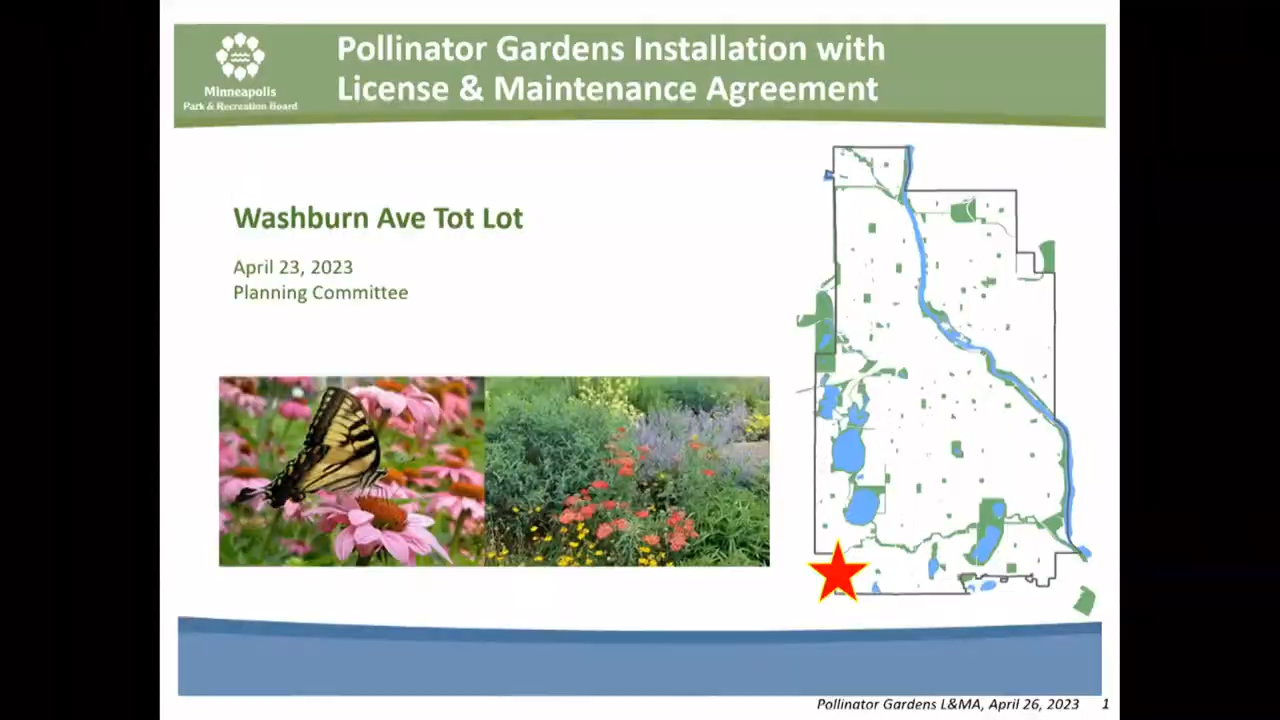 Minneapolis
Park & Recreation Board
Pollinator Gardens Installation with
License & Maintenance Agreement
Washburn Ave Tot Lot
April 23, 2023
Planning Committee
Pollinator Gardens L&MA, April 26, 2023 1